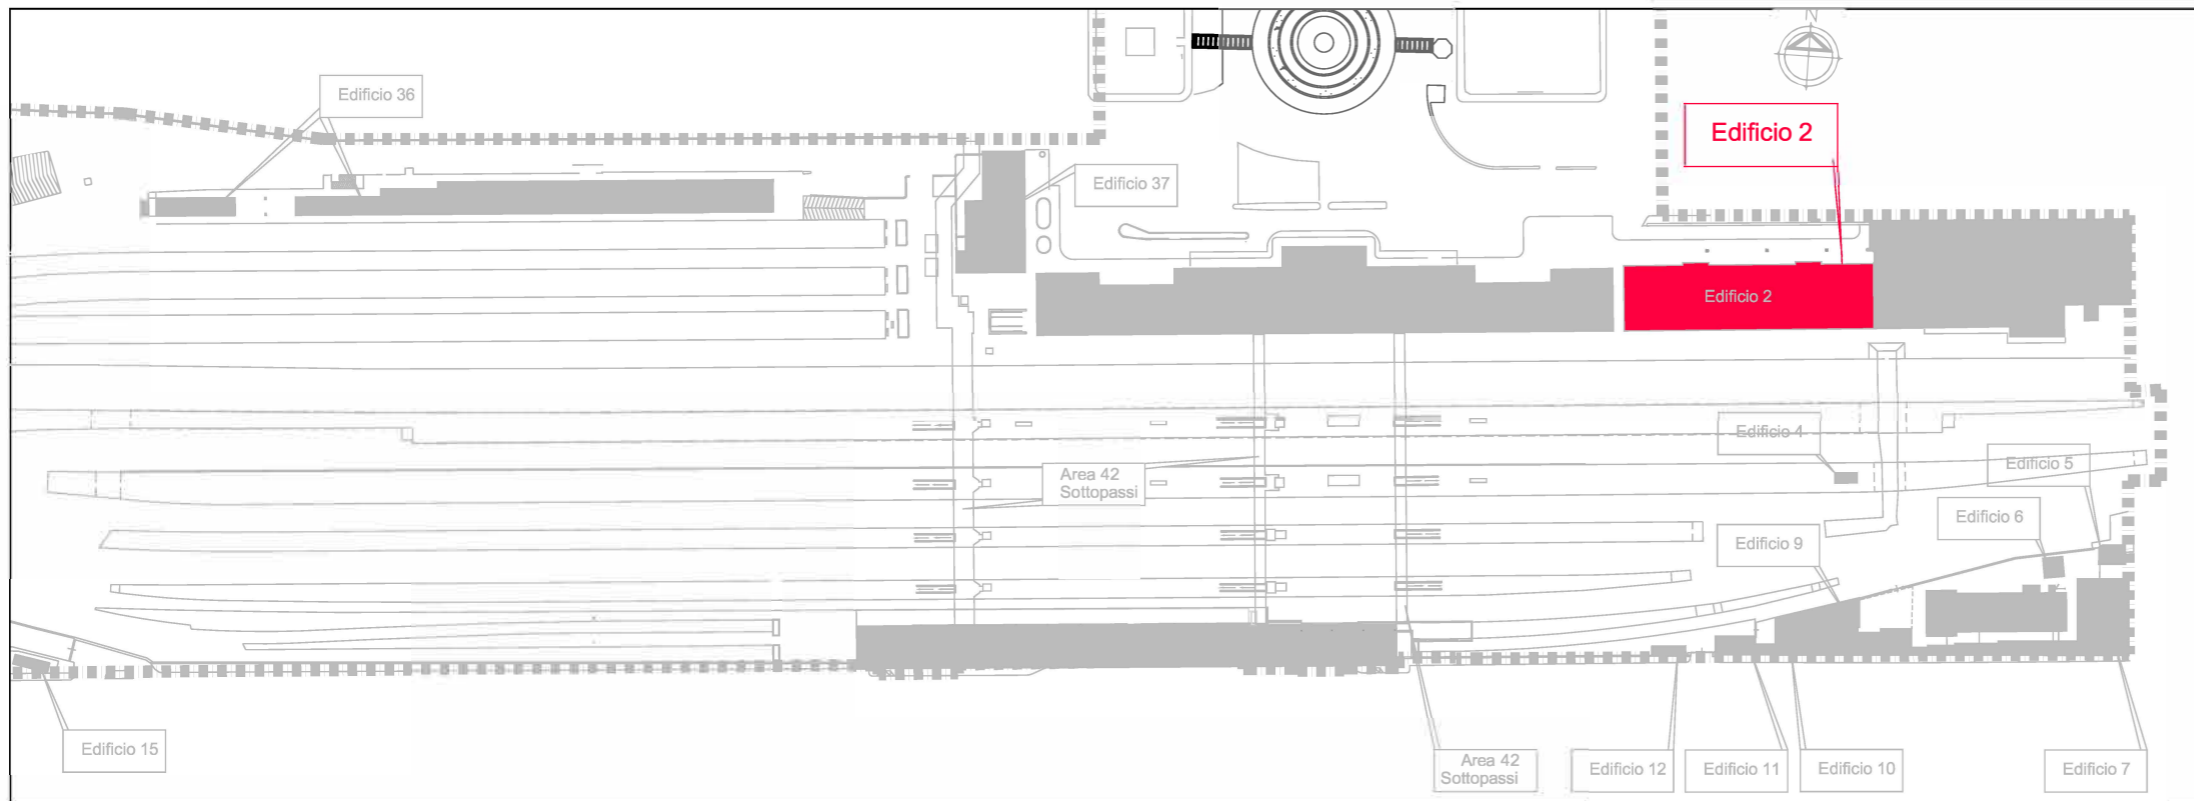 N
Edificio 36
Edificio 2
Edificio 37
Edificio 2
Edificio 4
Area 42
Sottopassi
Edificio 5
Edificio 6
Edificio 9
Edificio 15
Area 42
Sottopassi
Edificio 12
Edificio 11
Edificio 10
Edificio 7